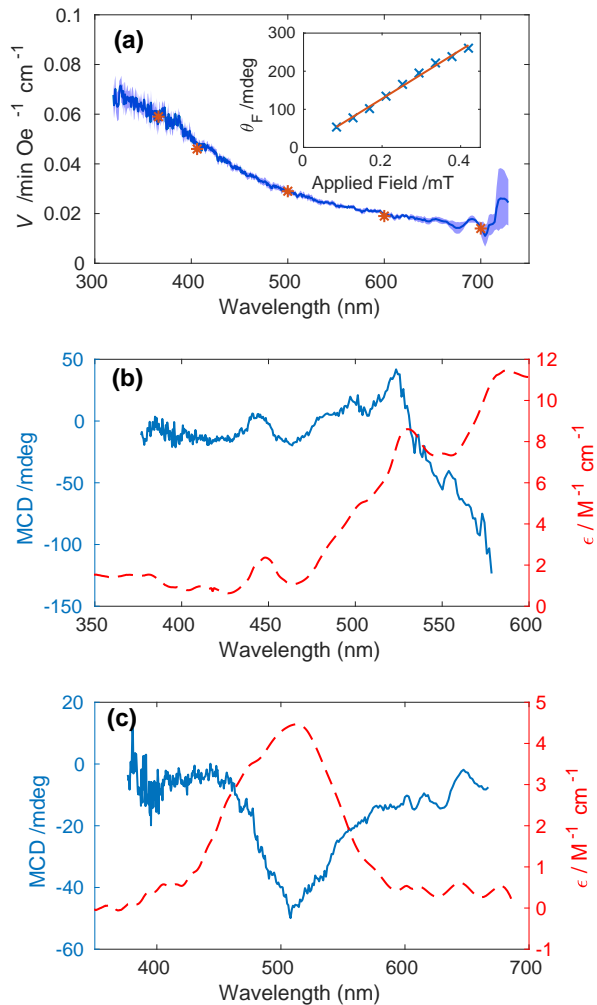 (a)
0.1
0.08
0.06
0.04
0.02
0
V /min Oe⁻¹ cm⁻¹
300 400 500 600 700
Wavelength (nm)
300
200
100
0
θF /mdeg
0 0.2 0.4
Applied Field /mT
(b)
50
0
-50
-100
-150
MCD /mdeg
12
10
8
6
4
2
0
ϵ / M⁻¹ cm⁻¹
350 400 450 500 550 600
Wavelength (nm)
(c)
20
0
-20
-40
-60
MCD /mdeg
5
4
3
2
1
0
-1
ϵ / M⁻¹ cm⁻¹
400 500 600 700
Wavelength (nm)